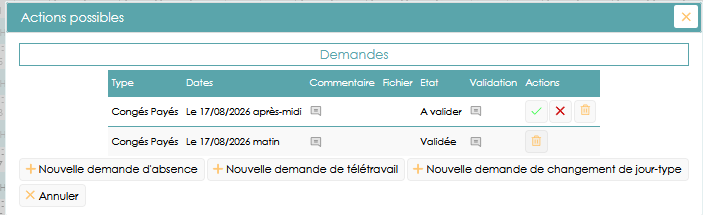 Actions possibles
Demandes
Type Dates Commentaire Fichier Etat Validation Actions
Congés Payés Le 17/08/2026 après-midi A valider
Congés Payés Le 17/08/2026 matin Validée
Nouvelle demande d'absence Nouvelle demande de télétravail Nouvelle demande de changement de jour-type
Annuler